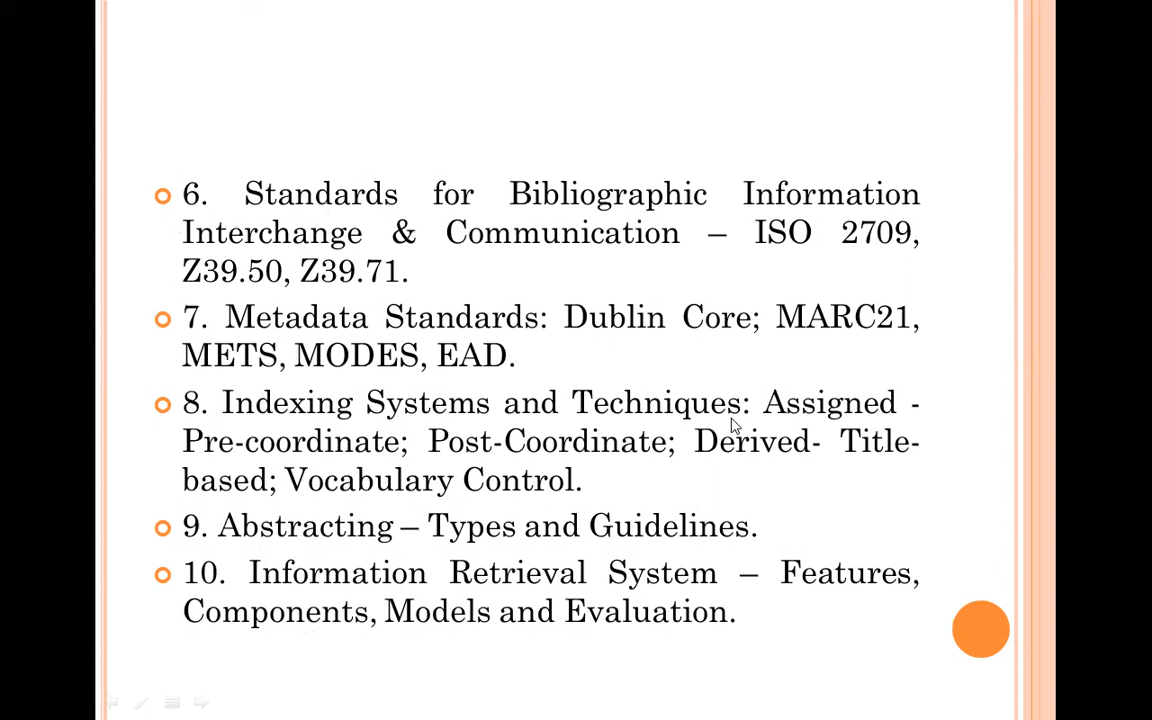 6. Standards for Bibliographic Information
Interchange & Communication – ISO 2709,
Z39.50, Z39.71.
7. Metadata Standards: Dublin Core; MARC21,
METS, MODES, EAD.
8. Indexing Systems and Techniques: Assigned -
Pre-coordinate; Post-Coordinate; Derived- Title-
based; Vocabulary Control.
9. Abstracting – Types and Guidelines.
10. Information Retrieval System – Features,
Components, Models and Evaluation.